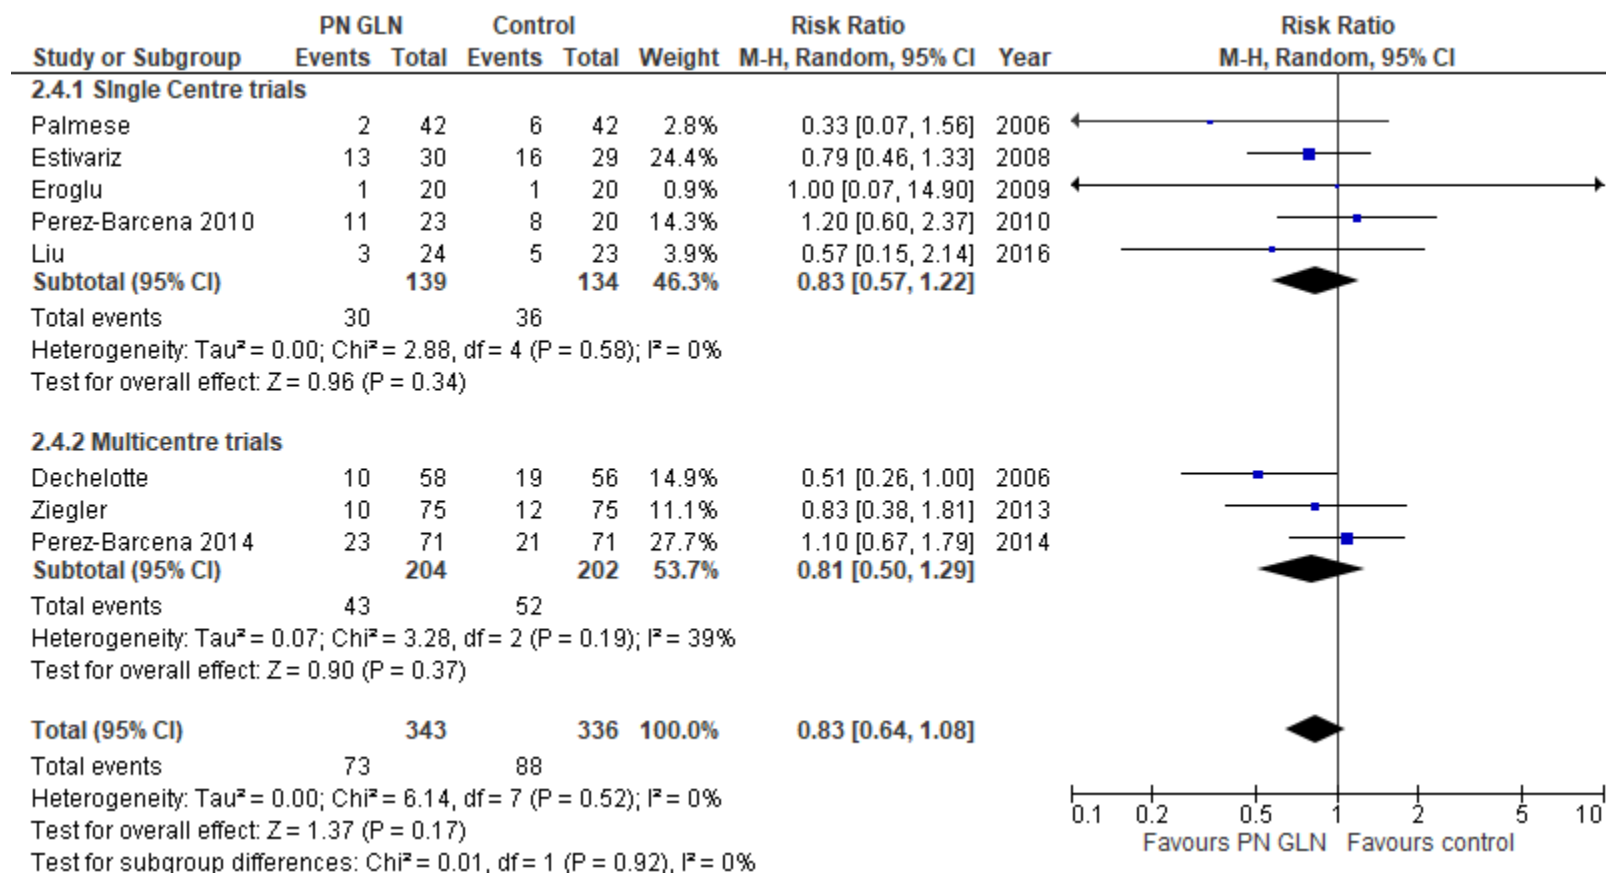 PN GLN Control Risk Ratio Risk Ratio
Study or Subgroup Events Total Events Total Weight M-H, Random, 95% CI Year M-H, Random, 95% CI
2.4.1 SIngle Centre trials
Palmese 2 42 6 42 2.8% 0.33 [0.07, 1.56] 2006
Estivariz 13 30 16 29 24.4% 0.79 [0.46, 1.33] 2008
Eroglu 1 20 1 20 0.9% 1.00 [0.07, 14.90] 2009
Perez-Barcena 2010 11 23 8 20 14.3% 1.20 [0.60, 2.37] 2010
Liu 3 24 5 23 3.9% 0.57 [0.15, 2.14] 2016
Subtotal (95% CI) 139 134 46.3% 0.83 [0.57, 1.22]
Total events 30 36
Heterogeneity: Tau² = 0.00; Chi² = 2.88, df = 4 (P = 0.58); I² = 0%
Test for overall effect: Z = 0.96 (P = 0.34)
2.4.2 Multicentre trials
Dechelotte 10 58 19 56 14.9% 0.51 [0.26, 1.00] 2006
Ziegler 10 75 12 75 11.1% 0.83 [0.38, 1.81] 2013
Perez-Barcena 2014 23 71 21 71 27.7% 1.10 [0.67, 1.79] 2014
Subtotal (95% CI) 204 202 53.7% 0.81 [0.50, 1.29]
Total events 43 52
Heterogeneity: Tau² = 0.07; Chi² = 3.28, df = 2 (P = 0.19); I² = 39%
Test for overall effect: Z = 0.90 (P = 0.37)
Total (95% CI) 343 336 100.0% 0.83 [0.64, 1.08]
Total events 73 88
Heterogeneity: Tau² = 0.00; Chi² = 6.14, df = 7 (P = 0.52); I² = 0%
Test for overall effect: Z = 1.37 (P = 0.17)
Test for subgroup differences: Chi² = 0.01, df = 1 (P = 0.92), I² = 0%
0.1 0.2 0.5 1 2 5 10
Favours PN GLN Favours control